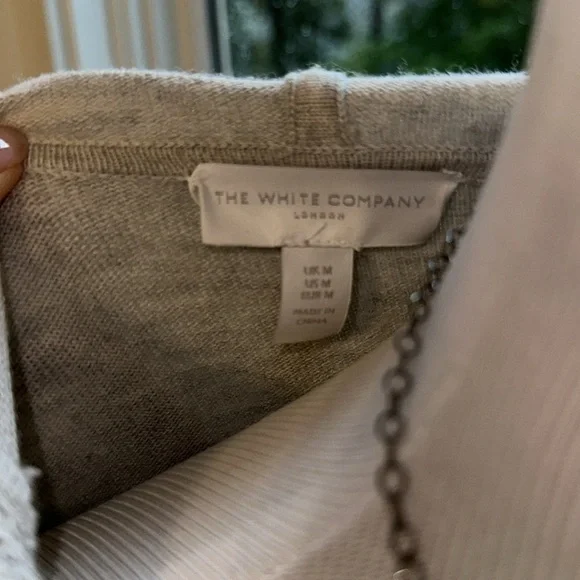 THE WHITE COMPANY
LONDON
UK M
US M
EUR M
MADE IN
CHINA